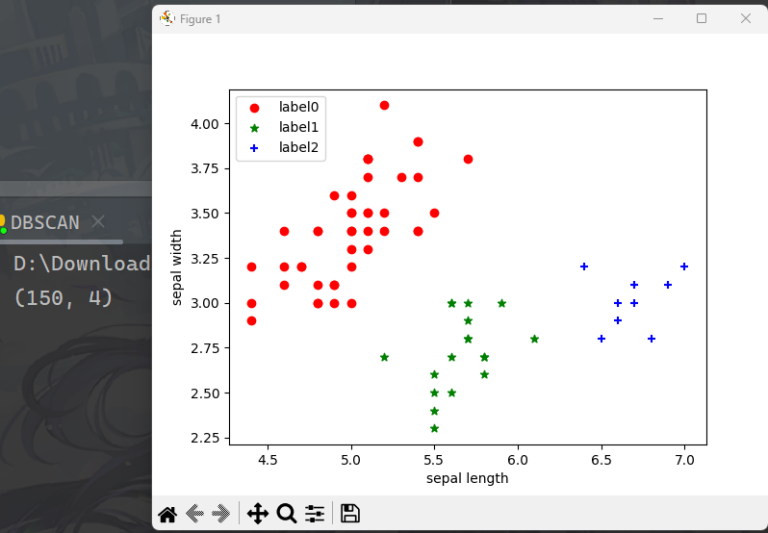 Figure 1
label0
label1
label2
4.00
3.75
3.50
3.25
3.00
2.75
2.50
2.25
sepal width
4.5 5.0 5.5 6.0 6.5 7.0
sepal length
DBSCAN
D:\Download
(150, 4)